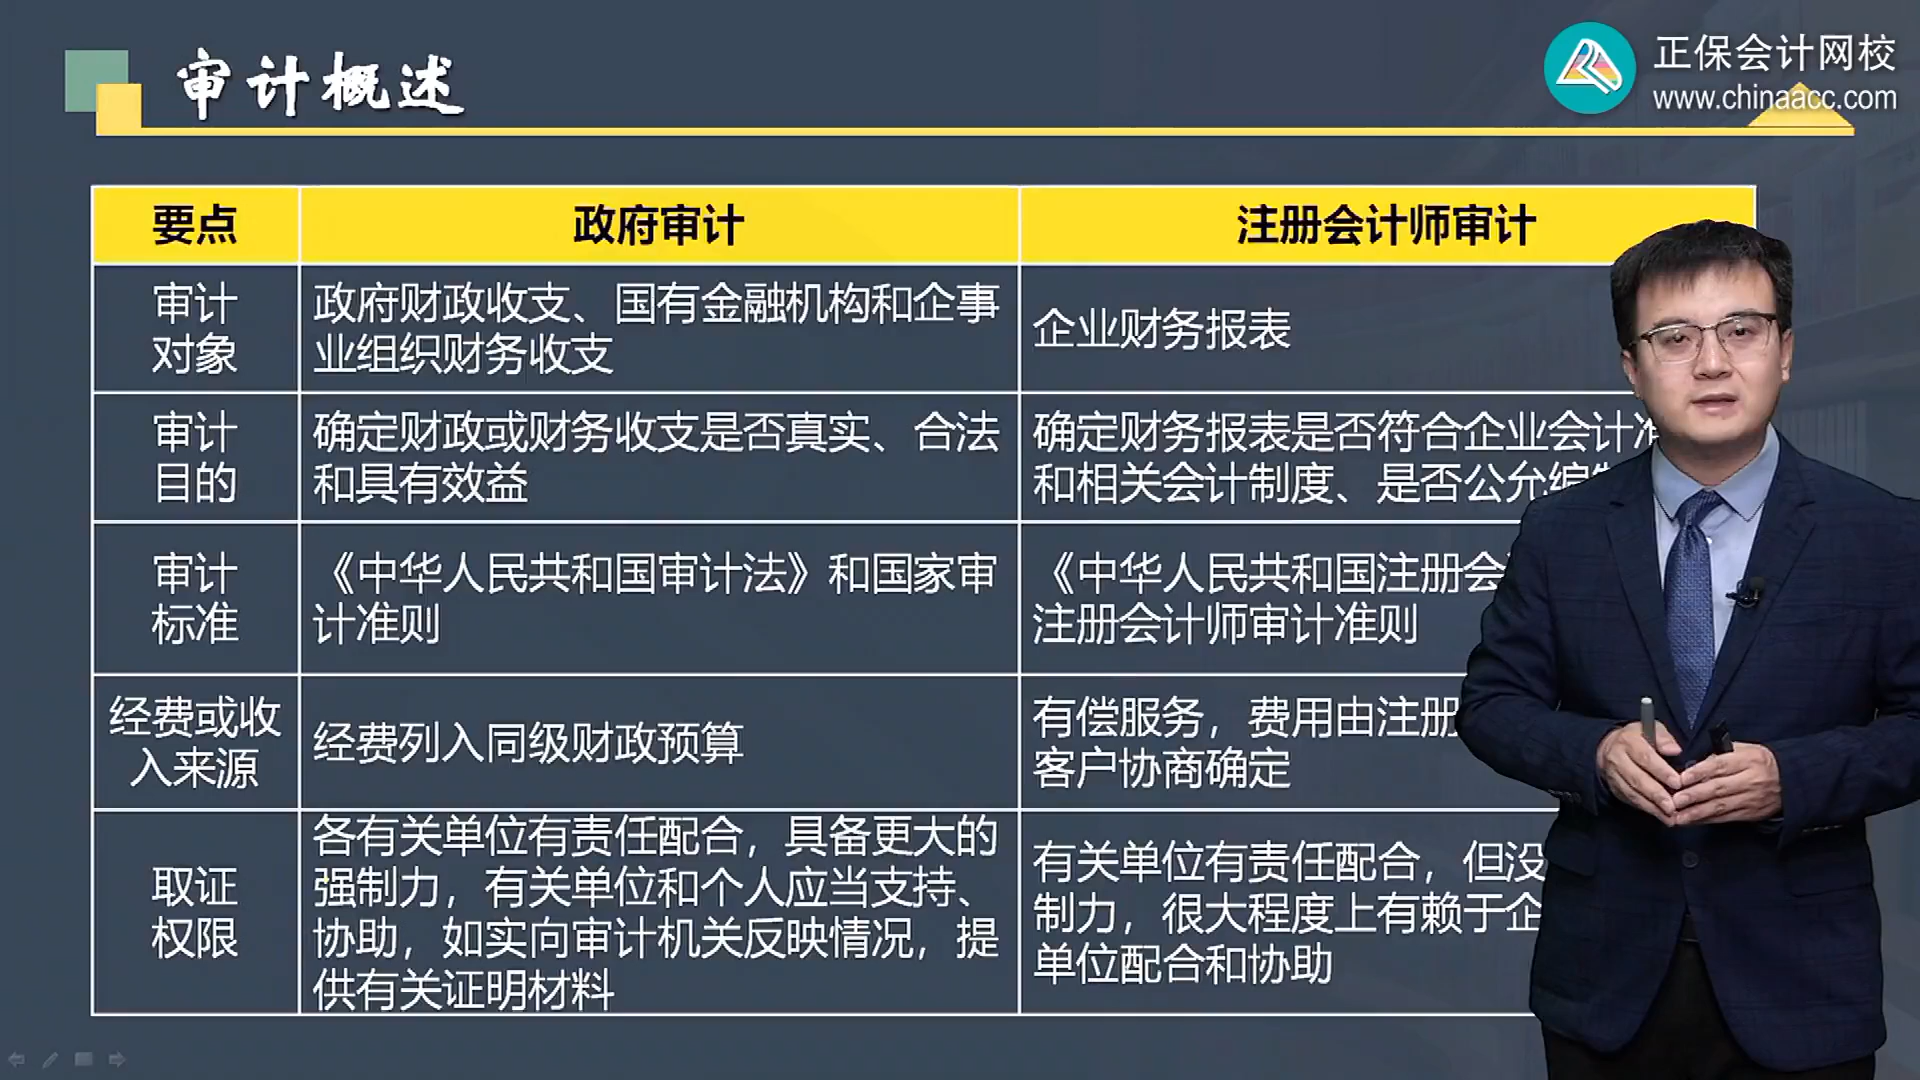 审计概述
正保会计网校
www.chinaacc.com
要点
政府审计
注册会计师审计
审计
对象
政府财政收支、国有金融机构和企事
业组织财务收支
企业财务报表
审计
目的
确定财政或财务收支是否真实、合法
和具有效益
确定财务报表是否符合企业会计
和相关会计制度、是否公允
审计
标准
《中华人民共和国审计法》和国家审
计准则
《中华人民共和国注册会
注册会计师审计准则
经费或收
入来源
经费列入同级财政预算
有偿服务，费用由注册
客户协商确定
取证
权限
各有关单位有责任配合，具备更大的
强制力，有关单位和个人应当支持、
协助，如实向审计机关反映情况，提
供有关证明材料
有关单位有责任配合，但没
制力，很大程度上有赖于企
单位配合和协助